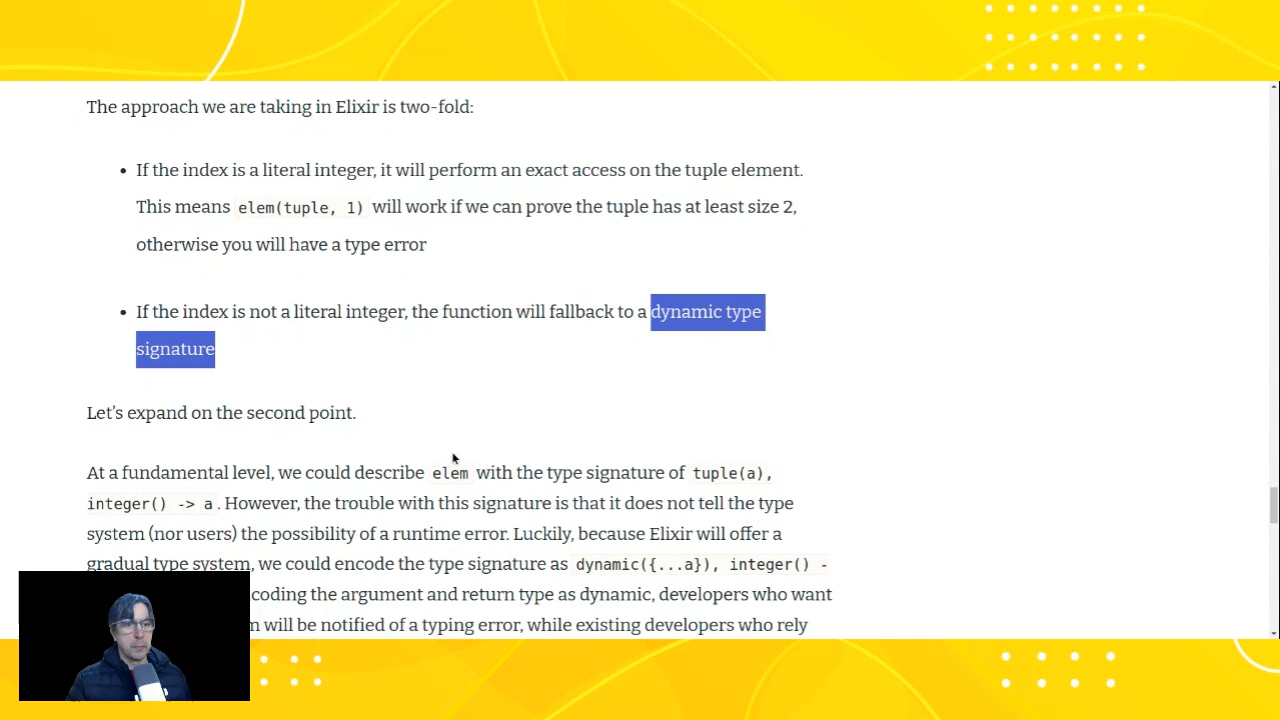 The approach we are taking in Elixir is two-fold:
• If the index is a literal integer, it will perform an exact access on the tuple element.
This means elem(tuple, 1) will work if we can prove the tuple has at least size 2,
otherwise you will have a type error
• If the index is not a literal integer, the function will fallback to a dynamic type
signature
Let’s expand on the second point.
At a fundamental level, we could describe elem with the type signature of tuple(a),
integer() -> a. However, the trouble with this signature is that it does not tell the type
system (nor users) the possibility of a runtime error. Luckily, because Elixir will offer a
gradual type system, we could encode the type signature as dynamic({...a}), integer() -
coding the argument and return type as dynamic, developers who want
will be notified of a typing error, while existing developers who rely